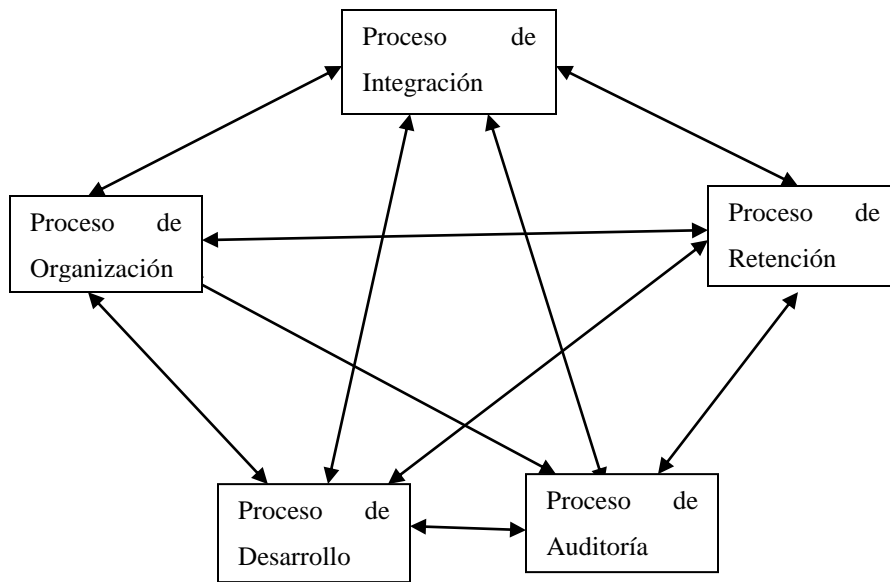 Proceso de
Integración
Proceso de
Organización
Proceso de
Retención
Proceso de
Desarrollo
Proceso de
Auditoría